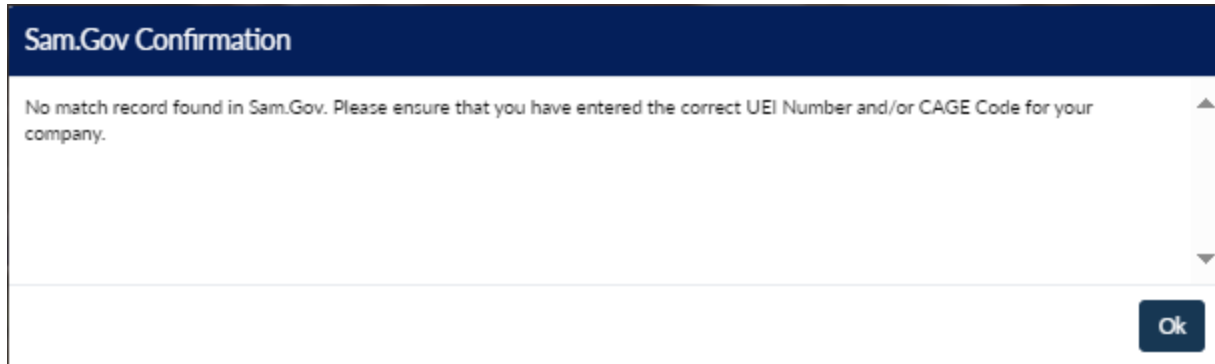 Sam.Gov Confirmation
No match record found in Sam.Gov. Please ensure that you have entered the correct UEI Number and/or CAGE Code for your
company.
Ok